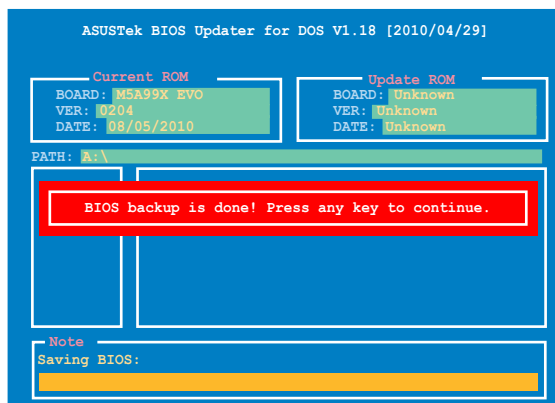 ASUSTek BIOS Updater for DOS V1.18 [2010/04/29]
Current ROM
BOARD: M5A99X EVO
VER: 0204
DATE: 08/05/2010
Update ROM
BOARD: Unknown
VER: Unknown
DATE: Unknown
PATH: A:\
BIOS backup is done! Press any key to continue.
Note
Saving BIOS: